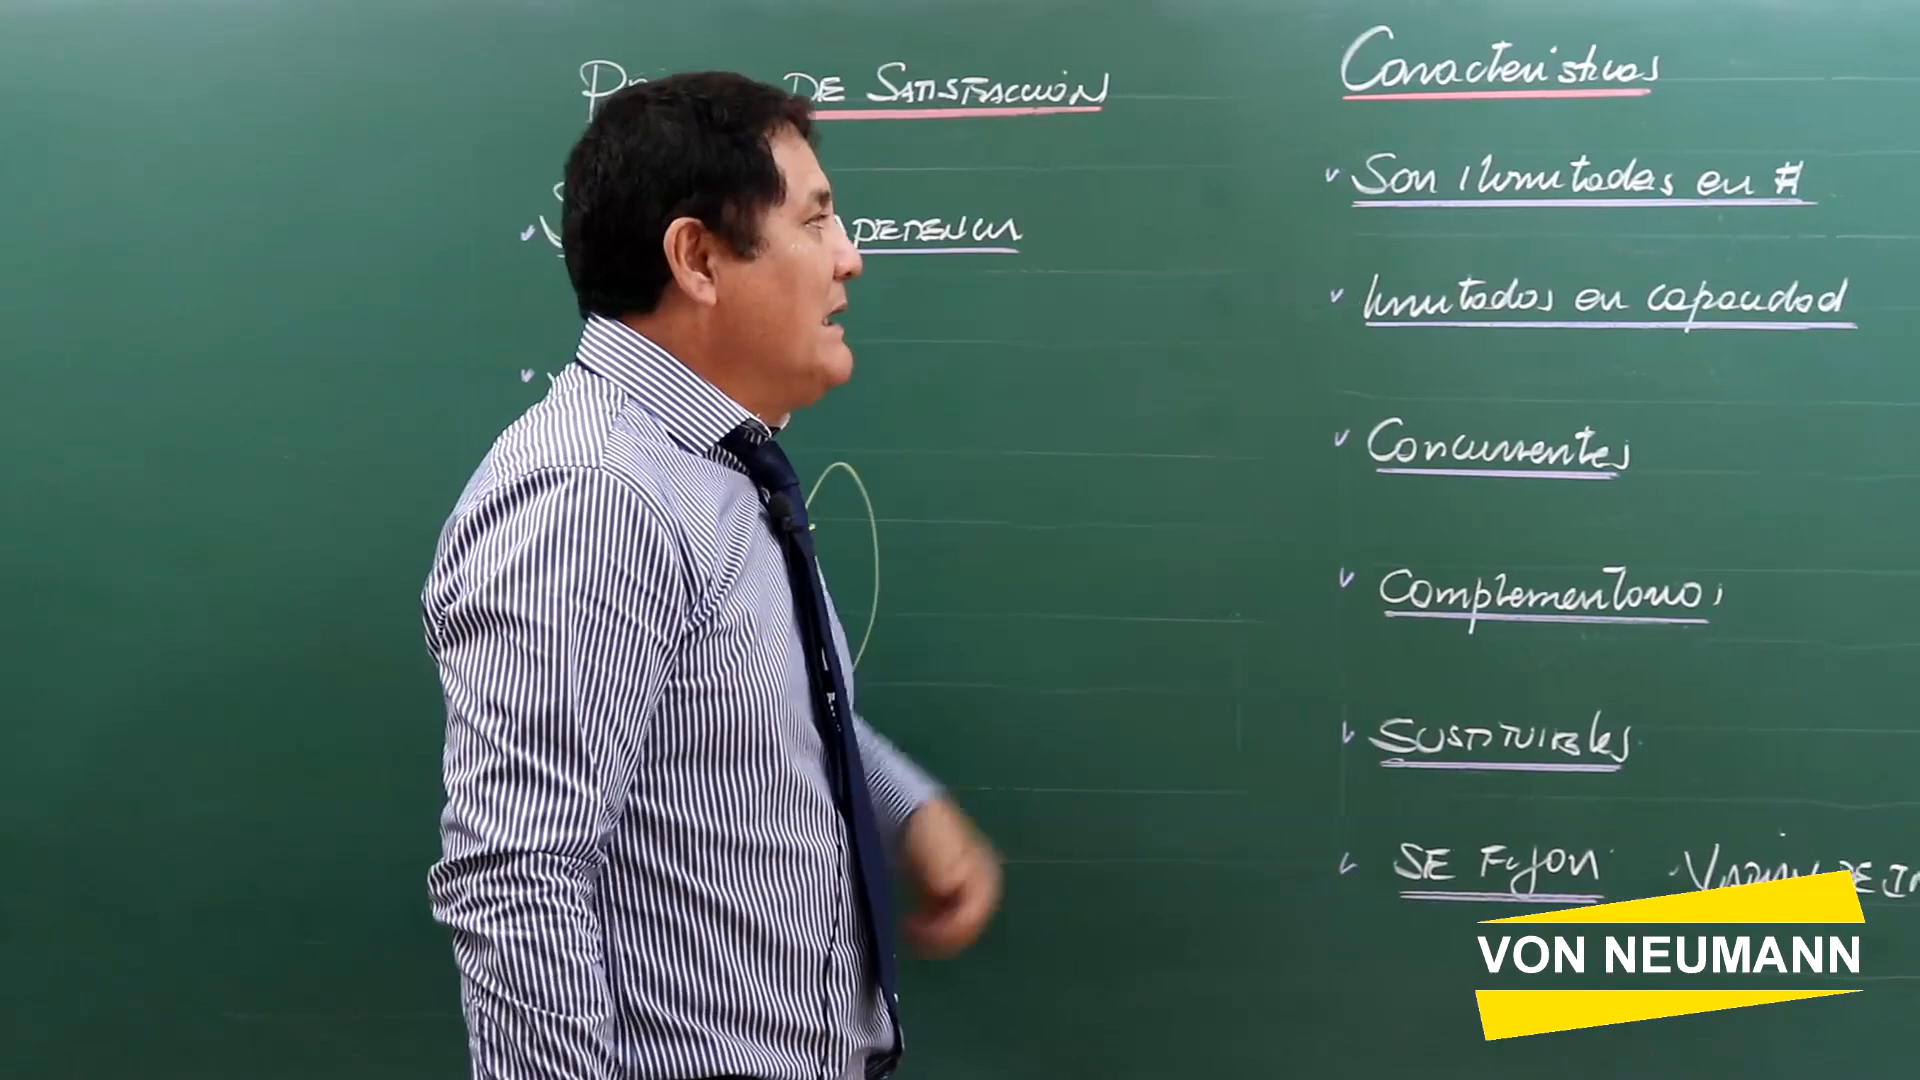 DE SATISFACCIÓN
Características
Son ilimitadas en #
limitados en capacidad
Concurrentes
Complementarios
SUSTITUIBLES
SE Fijan
VON NEUMANN